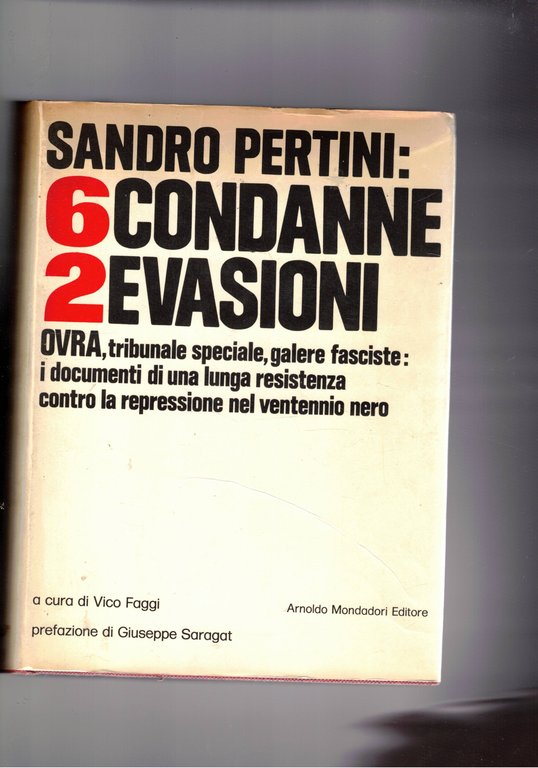 SANDRO PERTINI:
6 CONDANNE
2 EVASIONI
OVRA, tribunale speciale, galere fasciste:
i documenti di una lunga resistenza
contro la repressione nel ventennio nero
a cura di Vico Faggi
Arnoldo Mondadori Editore
prefazione di Giuseppe Saragat